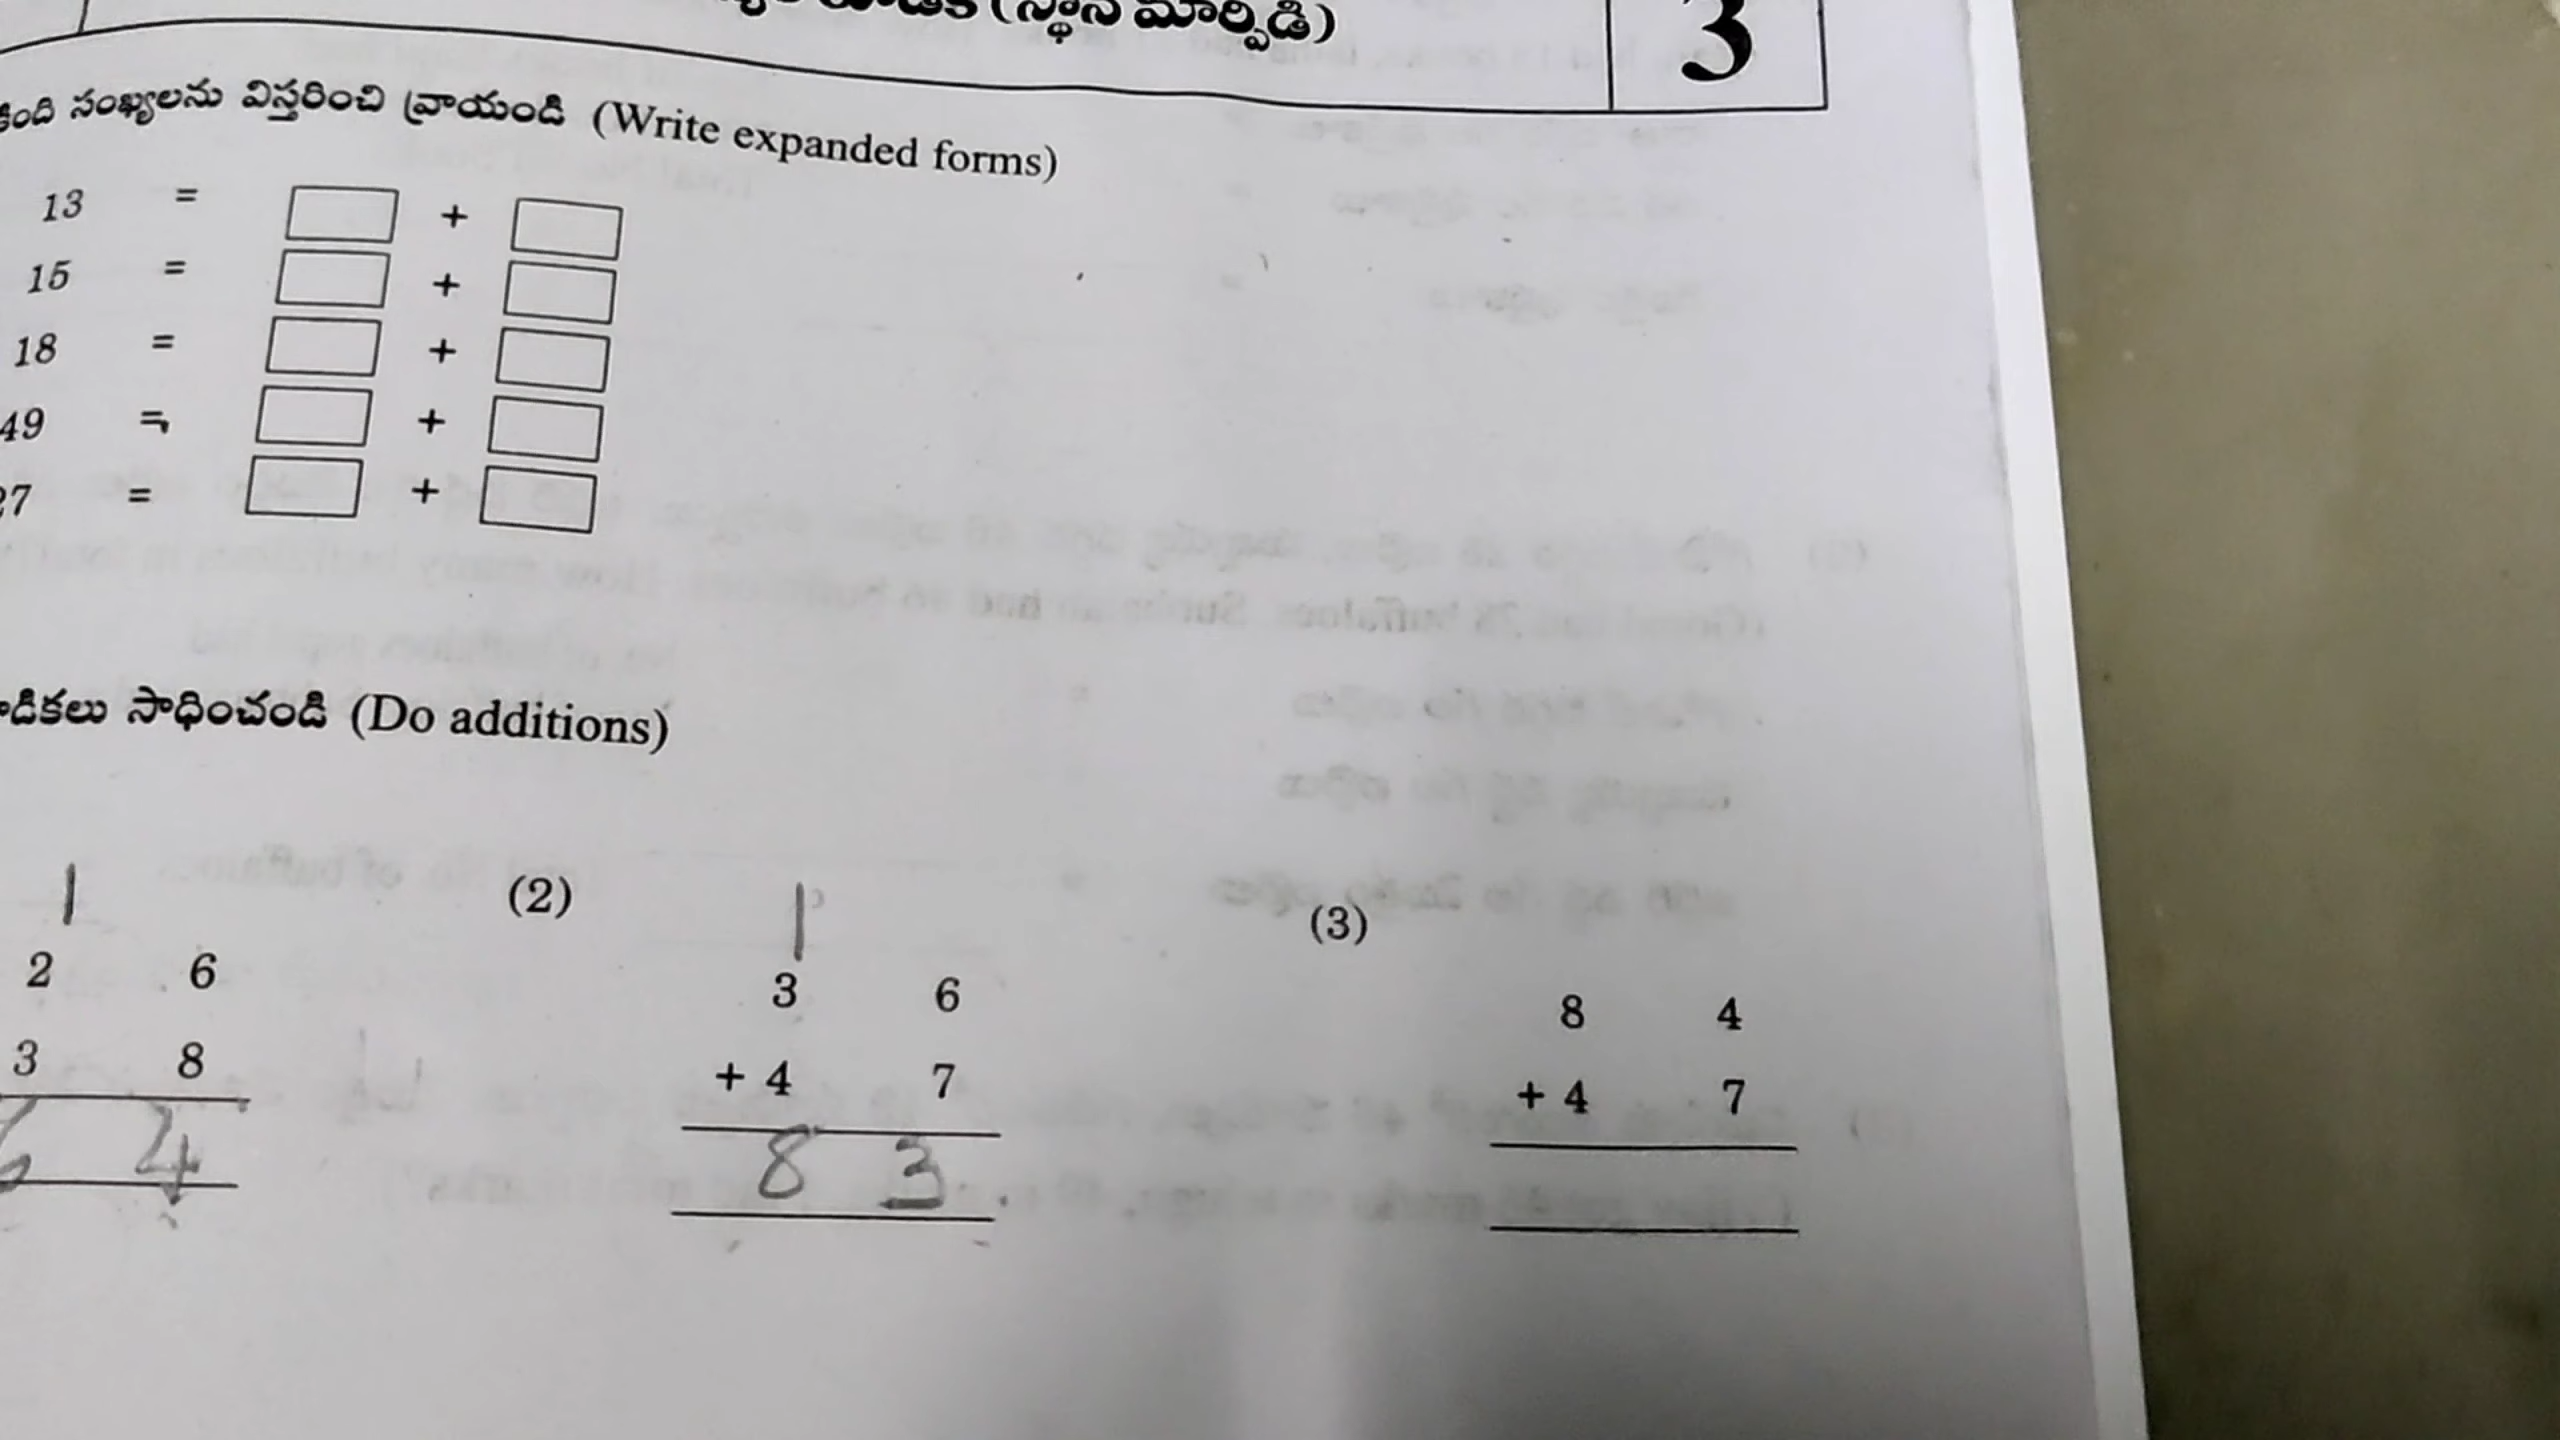 (స్థాన మార్పిడి) 3
సంఖ్యలను విస్తరించి వ్రాయండి (Write expanded forms)
13 = +
15 = +
18 = +
49 = +
27 = +
సాధించండి (Do additions)
1 (2) 1 (3)
2 6 3 6 8 4
3 8 + 4 7 + 4 7
6 4 8 3